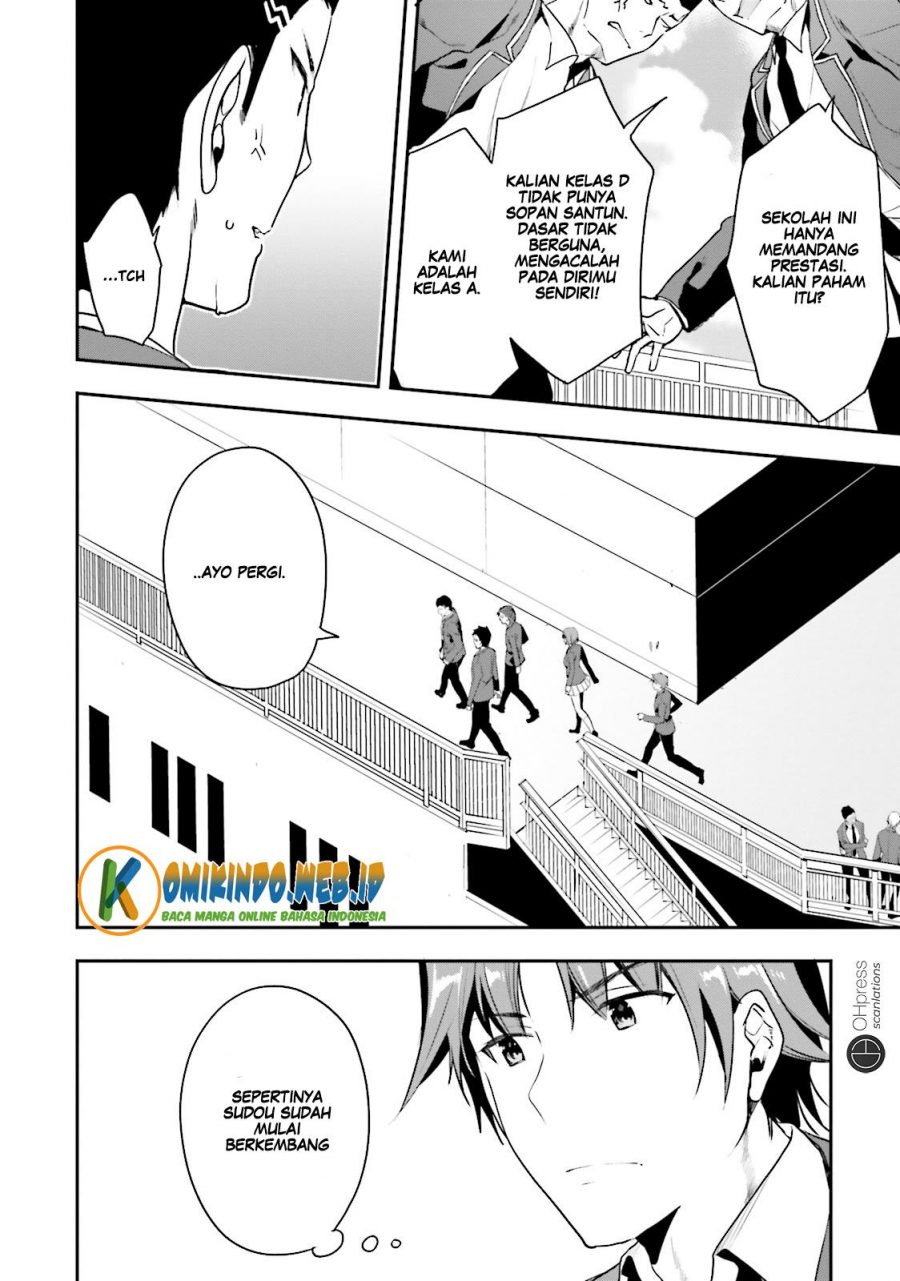 SEKOLAH INI
HANYA
MEMANDANG
PRESTASI.
KALIAN PAHAM
ITU?
KALIAN KELAS D
TIDAK PUNYA
SOPAN SANTUN.
DASAR TIDAK
BERGUNA,
MENGACALAH
PADA DIRIMU
SENDIRI!
KAMI
ADALAH
KELAS A.
...TCH
..AYO PERGI.
KOMIKINDO.WEB.ID
BACA MANGA ONLINE BAHASA INDONESIA
OHpress
scanlations
SEPERTINYA
SUDOU SUDAH
MULAI
BERKEMBANG